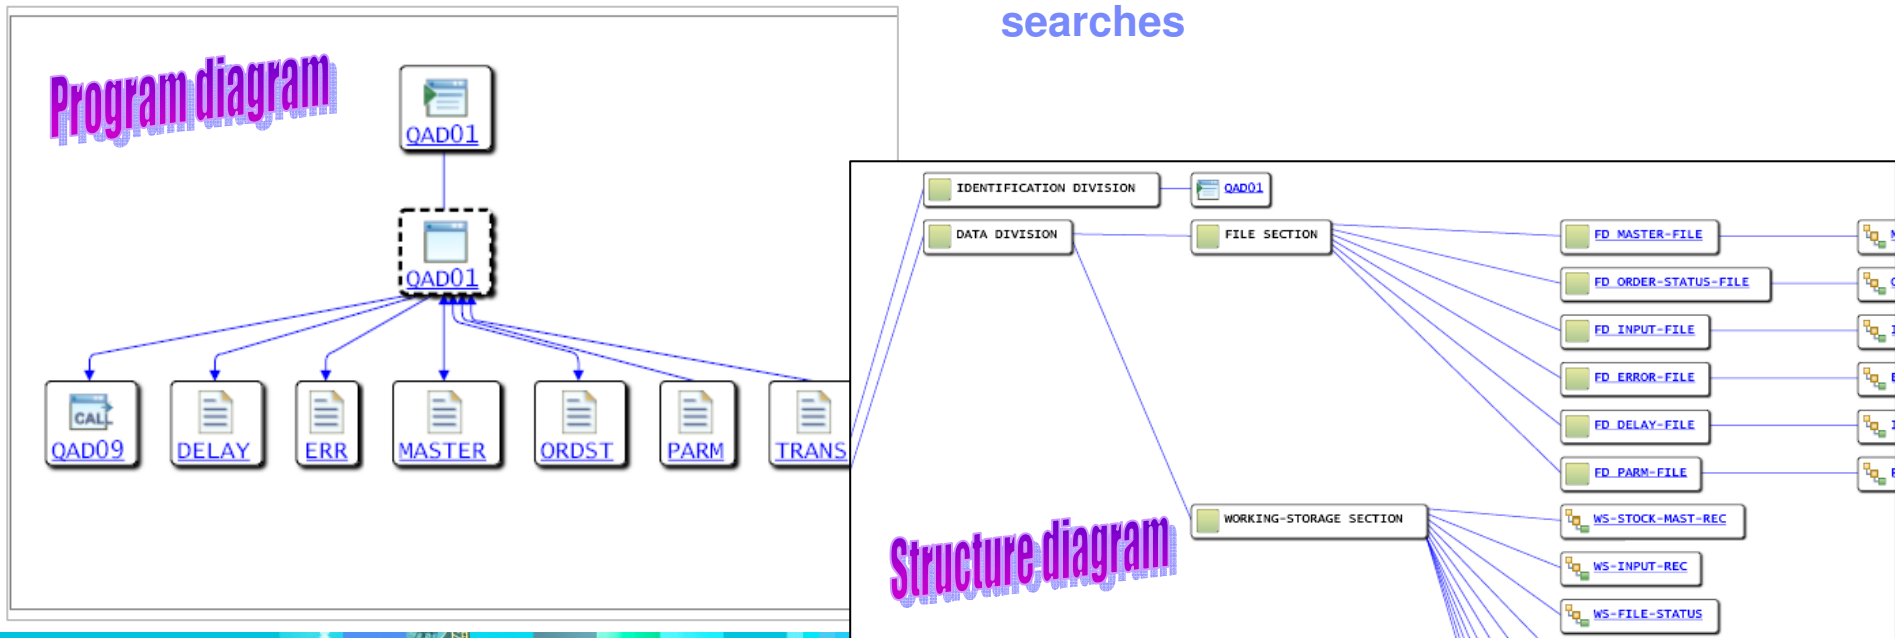 searches
Program diagram
QAD01
QAD01
CALL
QAD09
DELAY
ERR
MASTER
ORDST
PARM
TRANS
IDENTIFICATION DIVISION
QAD01
DATA DIVISION
FILE SECTION
FD MASTER-FILE
FD ORDER-STATUS-FILE
FD INPUT-FILE
FD ERROR-FILE
FD DELAY-FILE
FD PARM-FILE
WORKING-STORAGE SECTION
WS-STOCK-MAST-REC
WS-INPUT-REC
WS-FILE-STATUS
Structure diagram